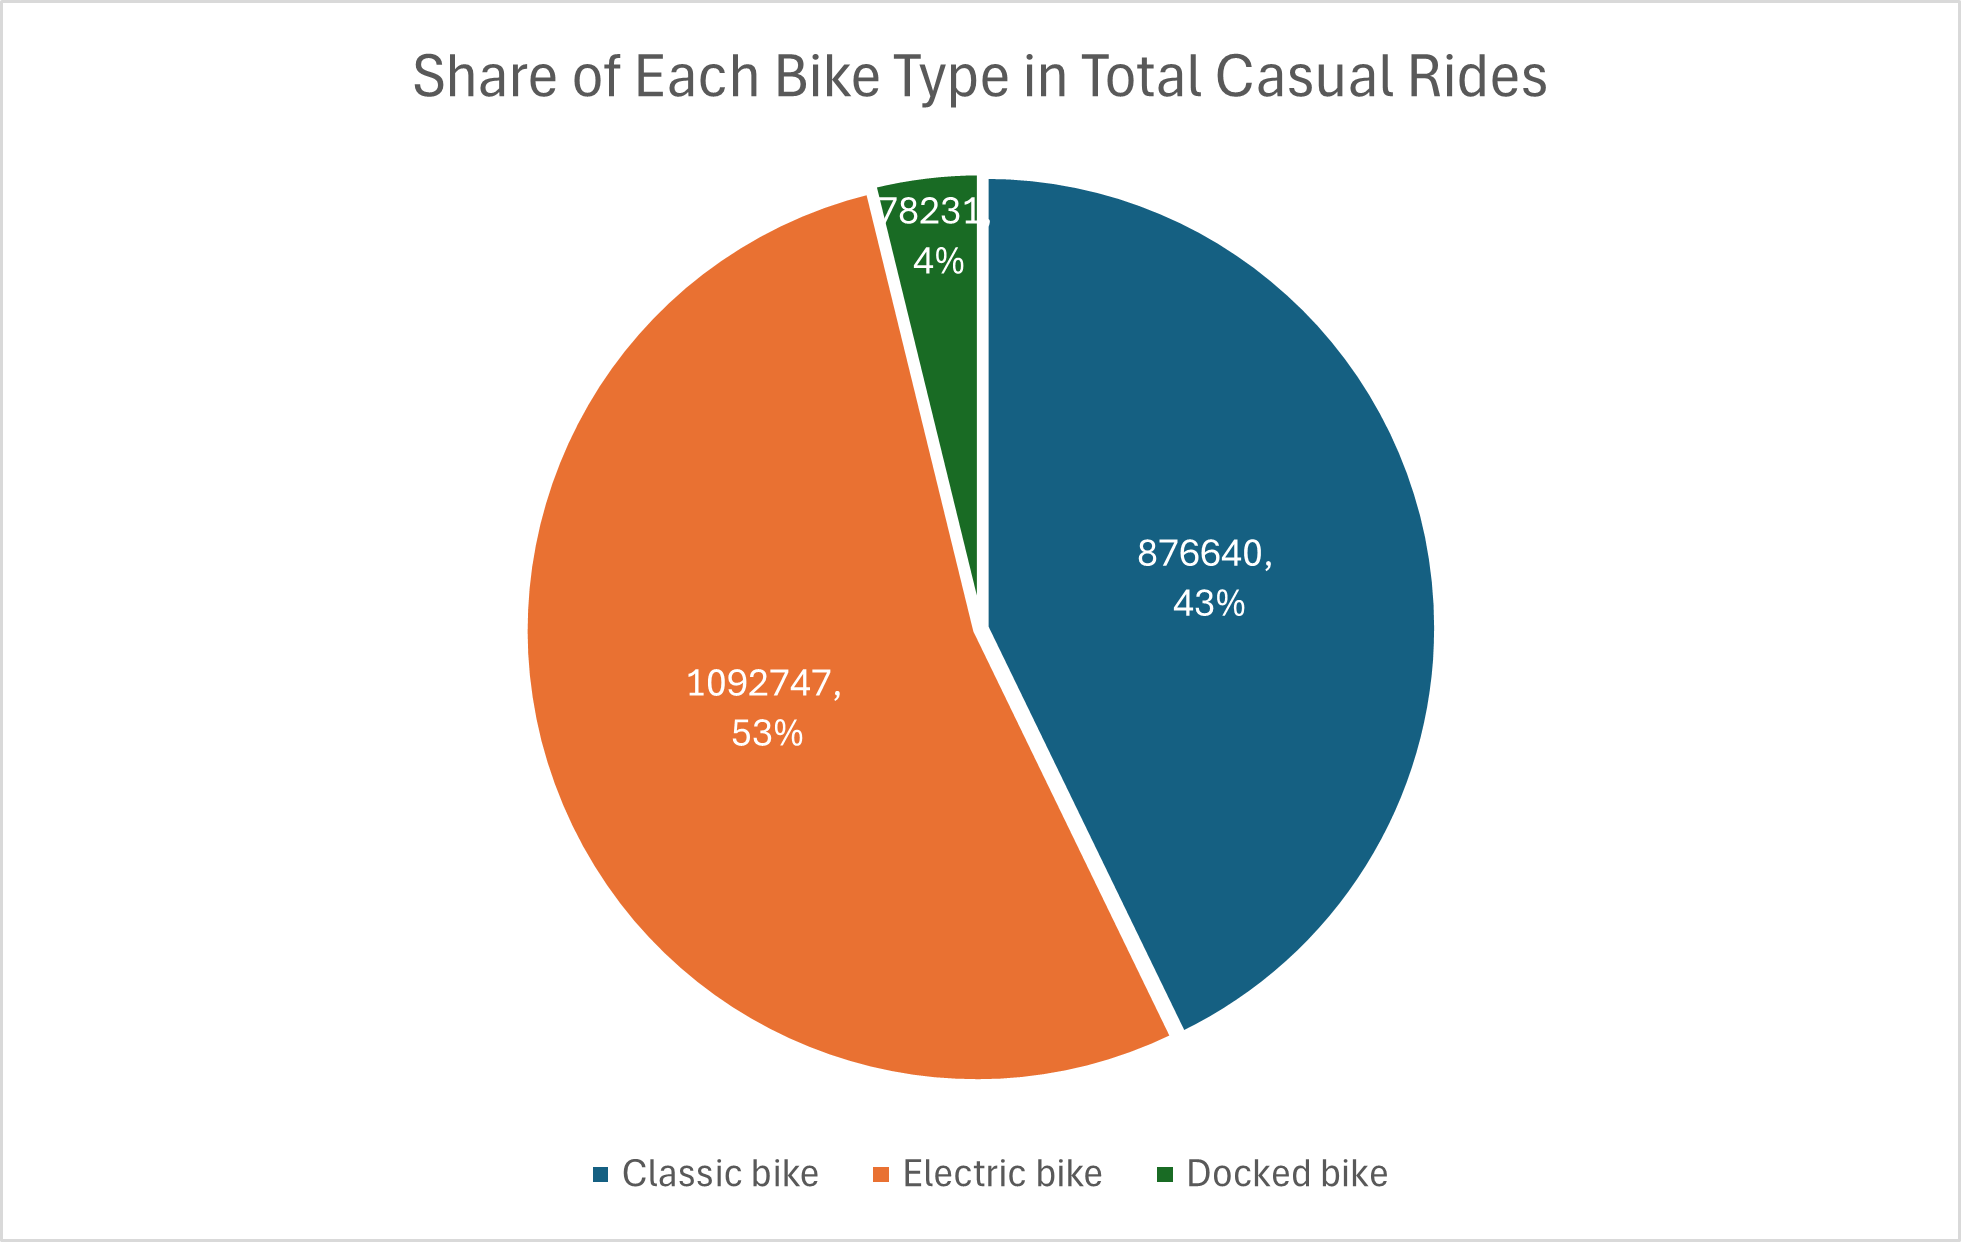 Share of Each Bike Type in Total Casual Rides
78231,
4%
876640,
43%
1092747,
53%
Classic bike
Electric bike
Docked bike